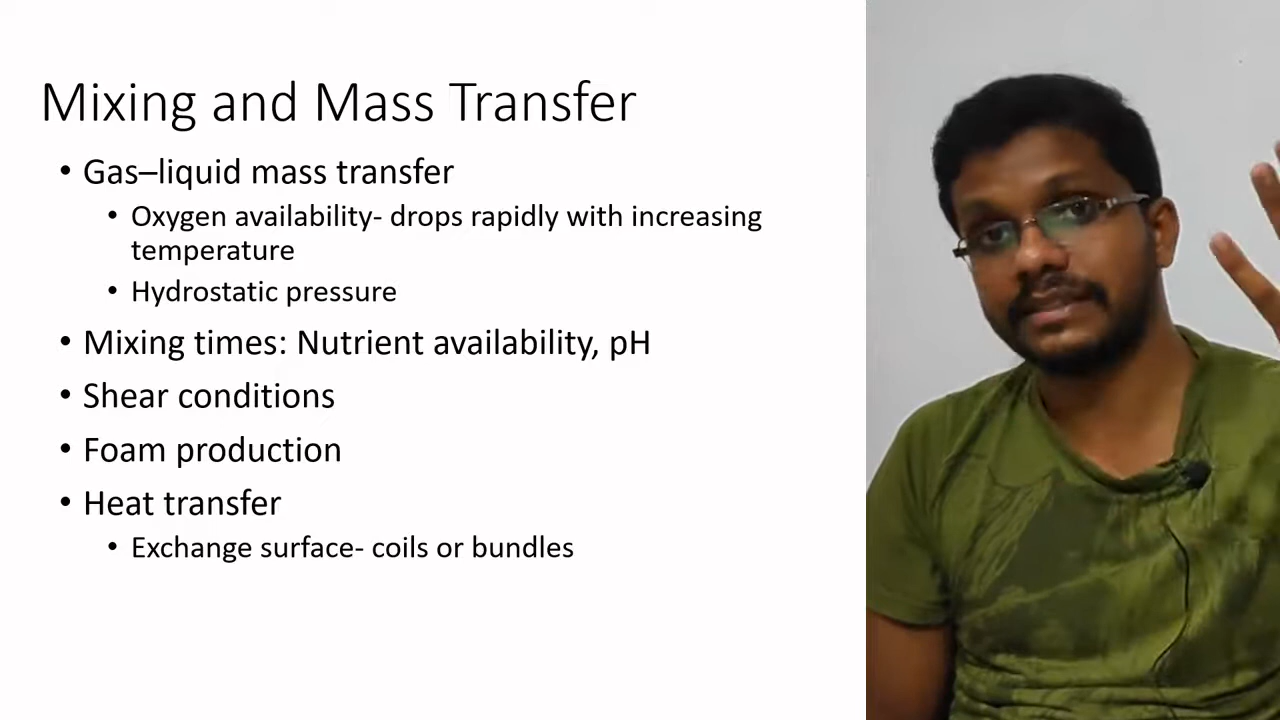 Mixing and Mass Transfer
• Gas–liquid mass transfer
• Oxygen availability- drops rapidly with increasing
temperature
• Hydrostatic pressure
• Mixing times: Nutrient availability, pH
• Shear conditions
• Foam production
• Heat transfer
• Exchange surface- coils or bundles